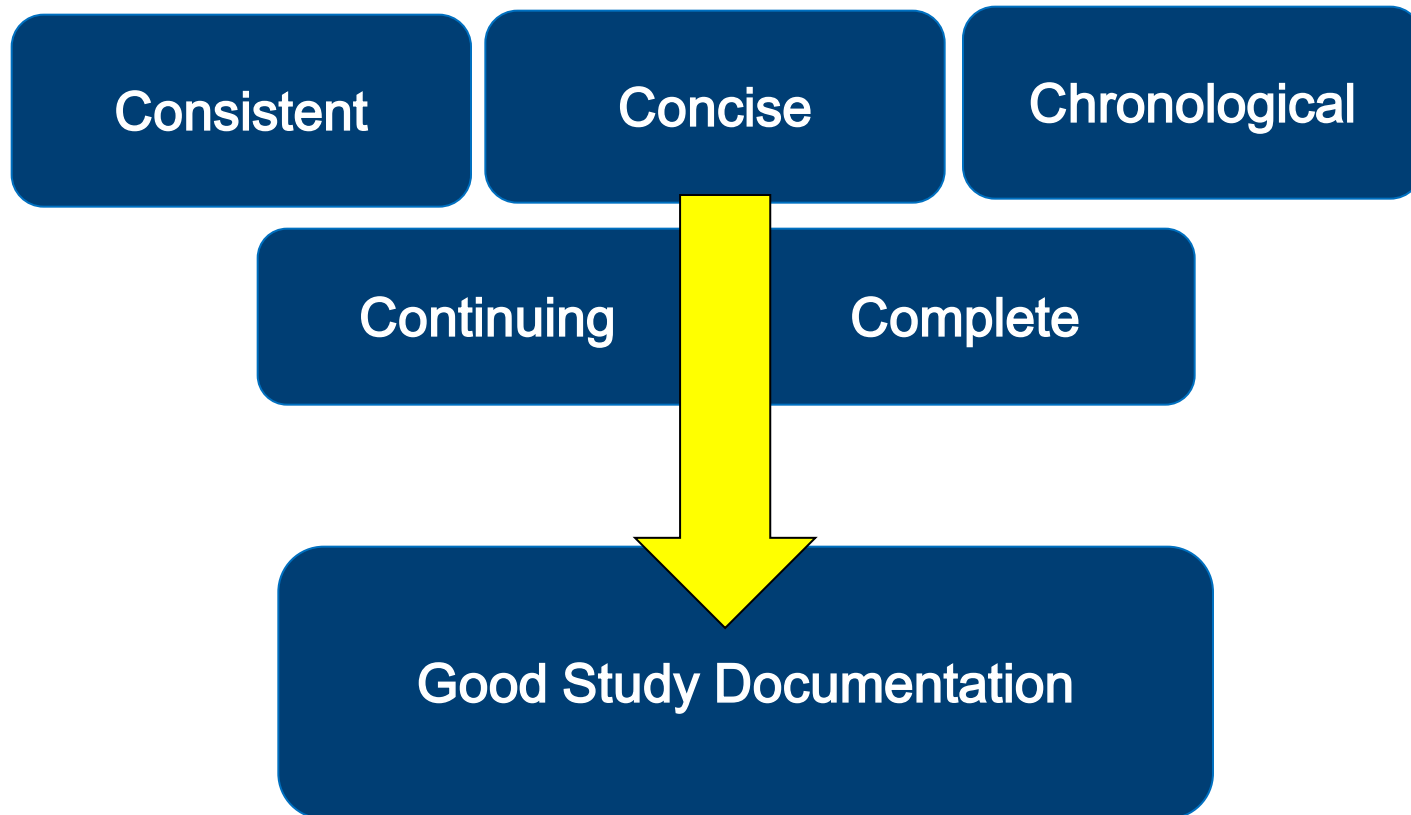 Consistent
Concise
Chronological
Continuing
Complete
Good Study Documentation